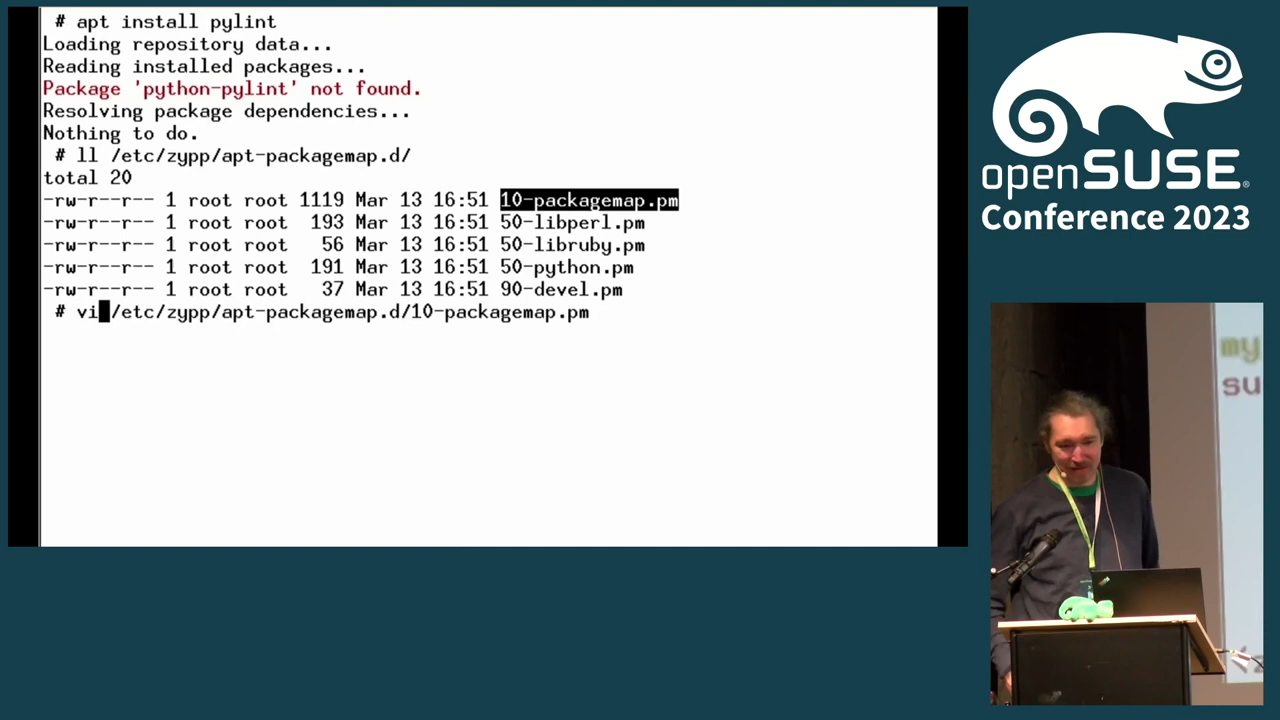 # apt install pylint
Loading repository data...
Reading installed packages...
Package 'python-pylint' not found.
Resolving package dependencies...
Nothing to do.
# ll /etc/zypp/apt-packagemap.d/
total 20
-rw-r--r-- 1 root root 1119 Mar 13 16:51 10-packagemap.pm
-rw-r--r-- 1 root root  193 Mar 13 16:51 50-libperl.pm
-rw-r--r-- 1 root root   56 Mar 13 16:51 50-libruby.pm
-rw-r--r-- 1 root root  191 Mar 13 16:51 50-python.pm
-rw-r--r-- 1 root root   37 Mar 13 16:51 90-devel.pm
# vi /etc/zypp/apt-packagemap.d/10-packagemap.pm
openSUSE®
Conference 2023
my
su